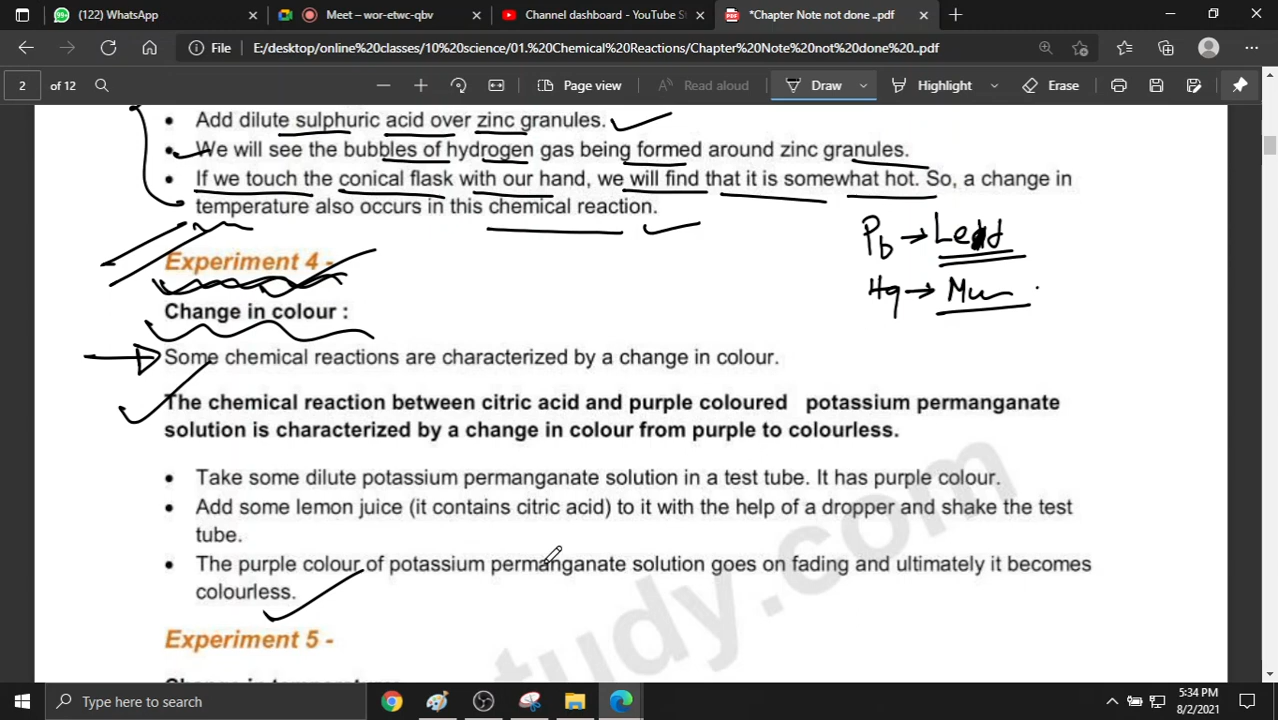 (122) WhatsApp
Meet – wor-etwc-qbv
Channel dashboard - YouTube S
*Chapter Note not done ..pdf
File
E:/desktop/online%20classes/10%20science/01.%20Chemical%20Reactions/Chapter%20Note%20not%20done%20..pdf
2 of 12
Page view
Read aloud
Draw
Highlight
Erase
• Add dilute sulphuric acid over zinc granules.
• We will see the bubbles of hydrogen gas being formed around zinc granules.
• If we touch the conical flask with our hand, we will find that it is somewhat hot. So, a change in
temperature also occurs in this chemical reaction.
Pb → Lead
Experiment 4 -
Hg →
Change in colour :
Some chemical reactions are characterized by a change in colour.
The chemical reaction between citric acid and purple coloured potassium permanganate
solution is characterized by a change in colour from purple to colourless.
• Take some dilute potassium permanganate solution in a test tube. It has purple colour.
• Add some lemon juice (it contains citric acid) to it with the help of a dropper and shake the test
tube.
• The purple colour of potassium permanganate solution goes on fading and ultimately it becomes
colourless.
tudy.com
Experiment 5 -
Change in temperature:
Type here to search
5:34 PM
8/2/2021